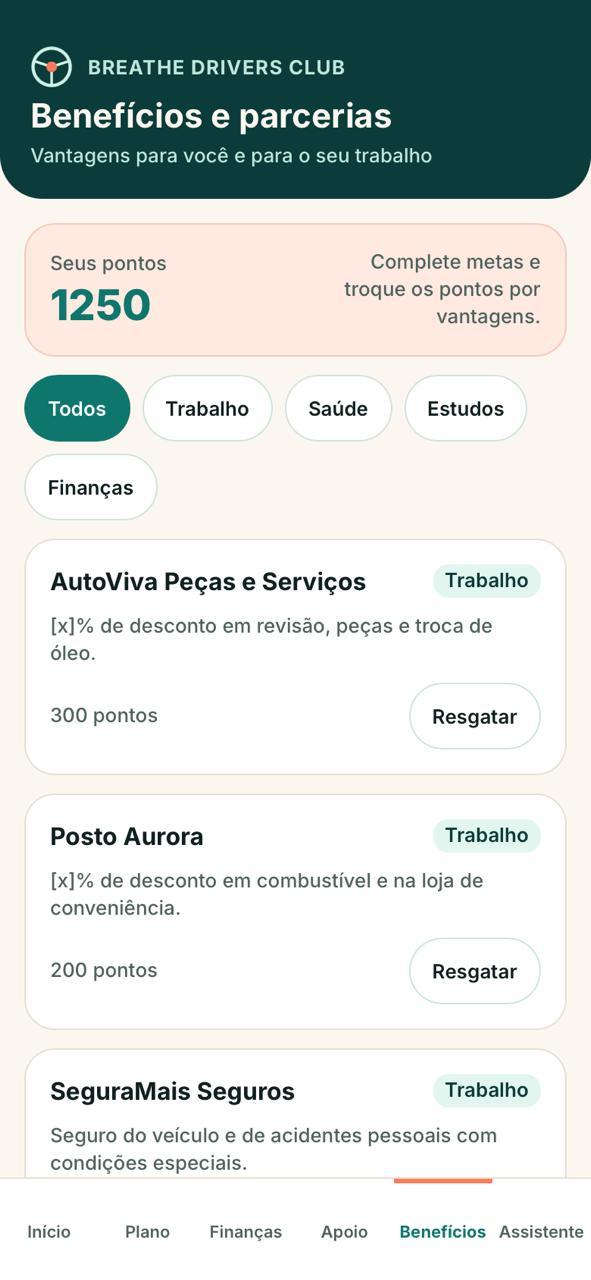 BREATHE DRIVERS CLUB
Benefícios e parcerias
Vantagens para você e para o seu trabalho
Seus pontos
1250
Complete metas e
troque os pontos por
vantagens.
Todos
Trabalho
Saúde
Estudos
Finanças
AutoViva Peças e Serviços
Trabalho
[x]% de desconto em revisão, peças e troca de
óleo.
300 pontos
Resgatar
Posto Aurora
Trabalho
[x]% de desconto em combustível e na loja de
conveniência.
200 pontos
Resgatar
SeguraMais Seguros
Trabalho
Seguro do veículo e de acidentes pessoais com
condições especiais.
Início
Plano
Finanças
Apoio
Benefícios
Assistente